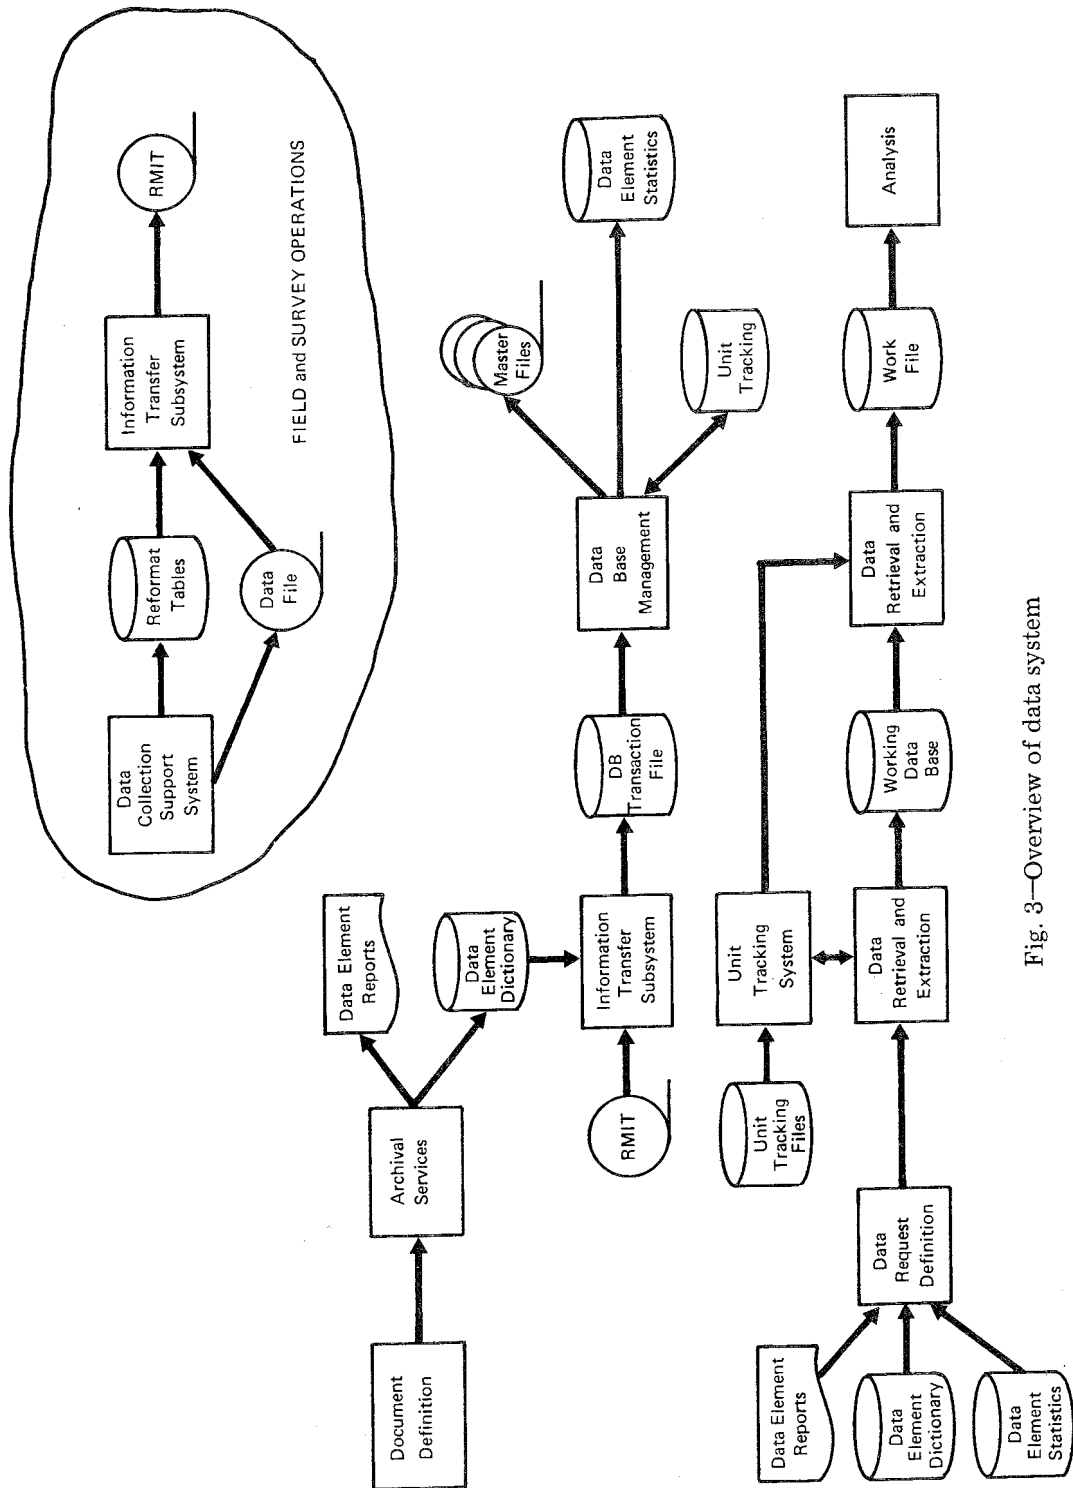 Data
Collection
Support
System
Reformat
Tables
Data
File
Information
Transfer
Subsystem
RMIT
FIELD and SURVEY OPERATIONS
Document
Definition
Archival
Services
Data Element
Reports
Data
Element
Dictionary
RMIT
Information
Transfer
Subsystem
DB
Transaction
File
Data
Base
Management
Master
Files
Data
Element
Statistics
Unit
Tracking
Unit
Tracking
Files
Unit
Tracking
System
Data Element
Reports
Data
Element
Dictionary
Data
Element
Statistics
Data
Request
Definition
Data
Retrieval and
Extraction
Working
Data
Base
Data
Retrieval and
Extraction
Work
File
Analysis
Fig. 3—Overview of data system